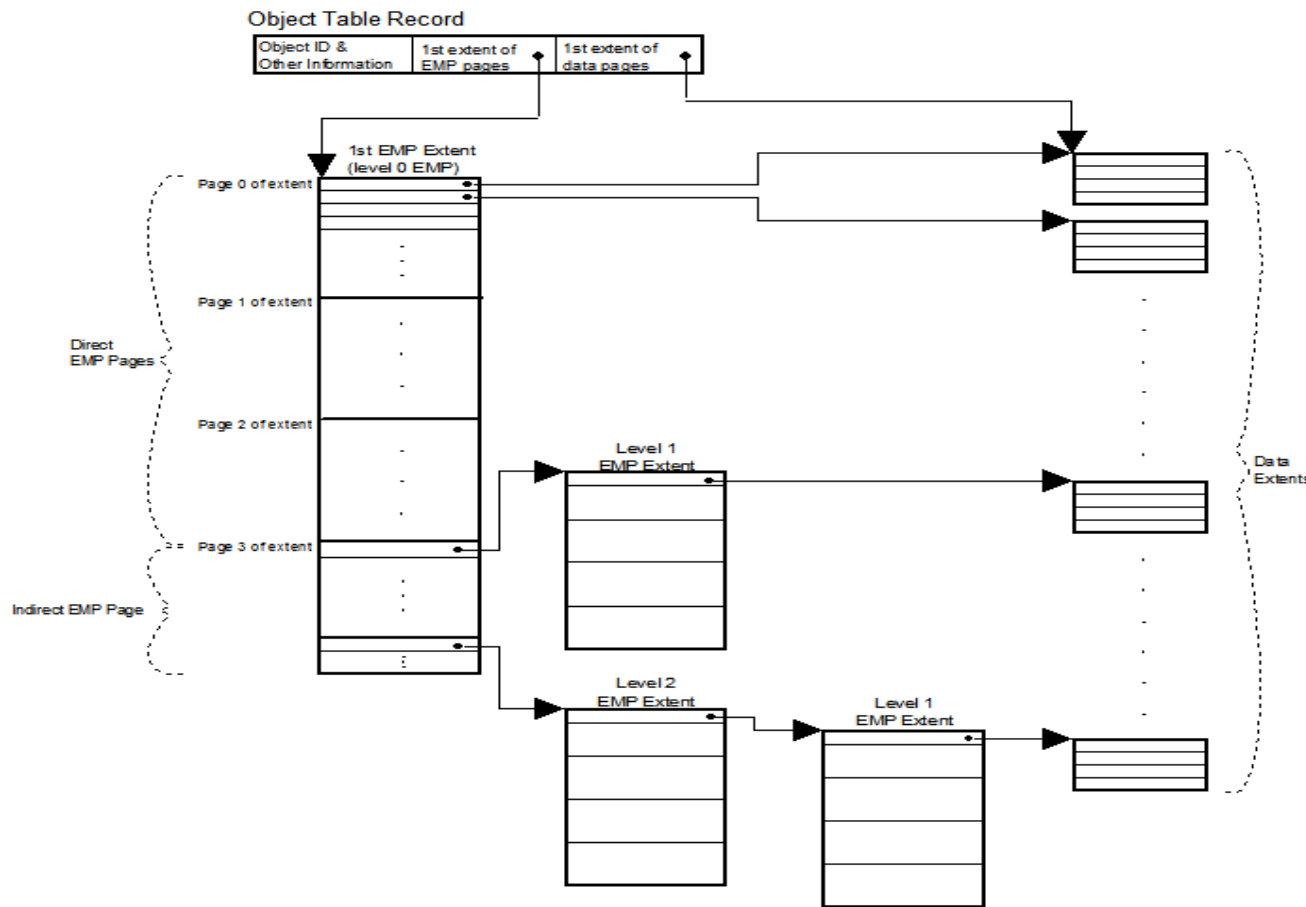 Object Table Record
Object ID &
Other Information
1st extent of
EMP pages
1st extent of
data pages
1st EMP Extent
(level 0 EMP)
Page 0 of extent
Page 1 of extent
Direct
EMP Pages
Page 2 of extent
Level 1
EMP Extent
Data
Extents
Page 3 of extent
Indirect EMP Page
Level 2
EMP Extent
Level 1
EMP Extent